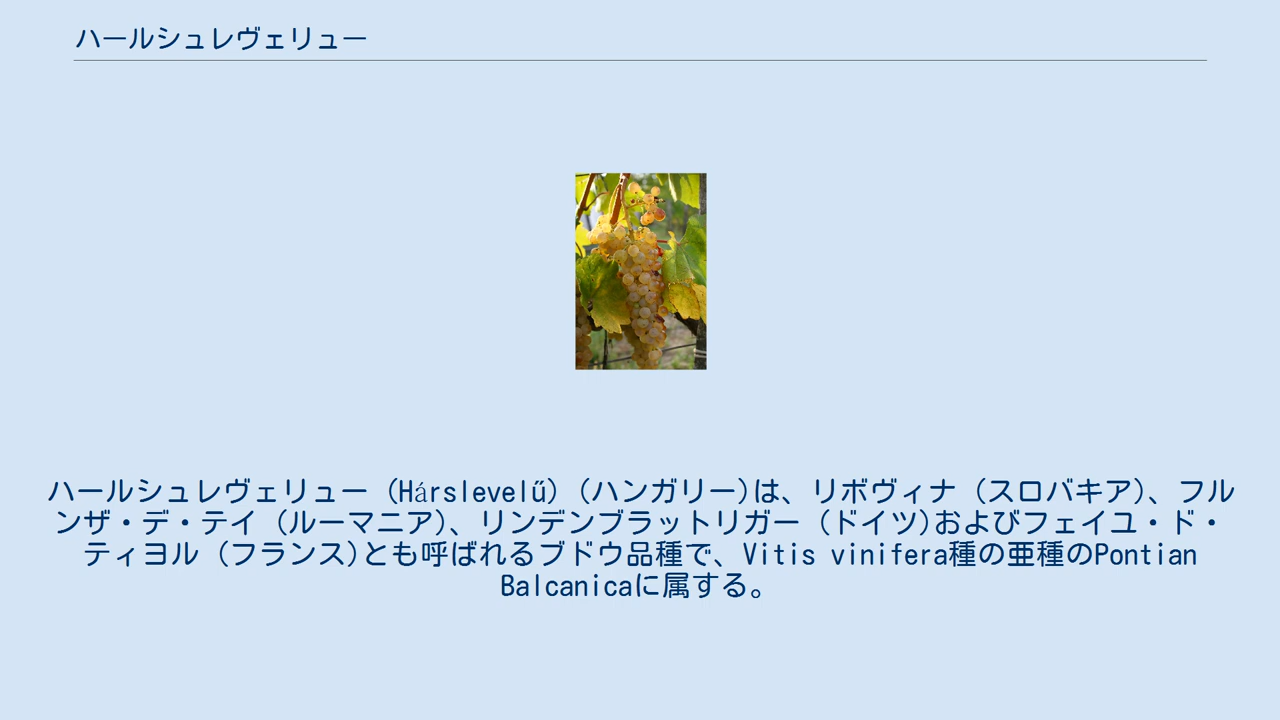 ハールシュレヴェリュー
ハールシュレヴェリュー (Hárslevelű) (ハンガリー)は、リボヴィナ (スロバキア)、フル
ンザ・デ・テイ (ルーマニア)、リンデンブラットリガー (ドイツ)およびフェイユ・ド・
ティヨル (フランス)とも呼ばれるブドウ品種で、Vitis vinifera種の亜種のPontian
Balcanicaに属する。